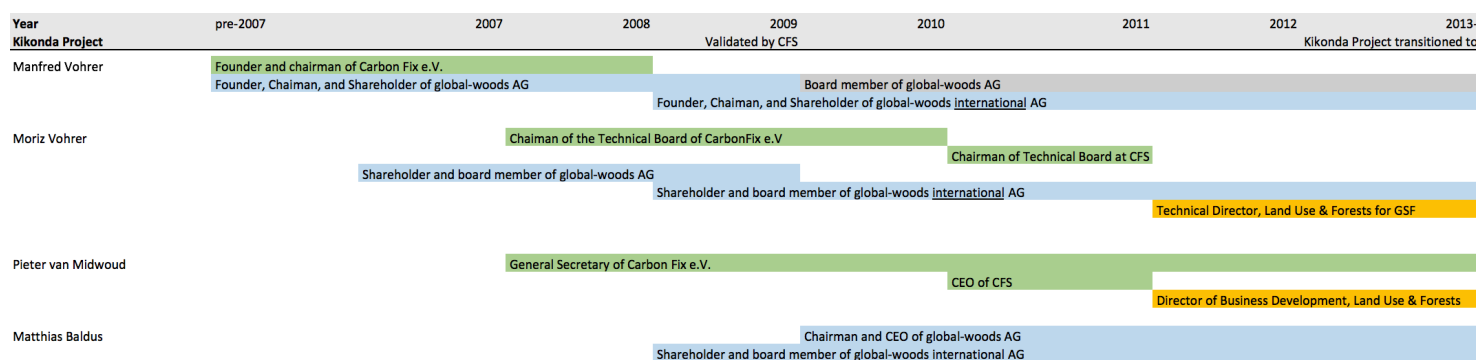 Year pre-2007 2007 2008 2009 2010 2011 2012 2013-
Kikonda Project Validated by CFS Kikonda Project transitioned to
Manfred Vohrer Founder and chairman of Carbon Fix e.V.
Founder, Chaiman, and Shareholder of global-woods AG Board member of global-woods AG
Founder, Chaiman, and Shareholder of global-woods international AG
Moriz Vohrer Chaiman of the Technical Board of CarbonFix e.V
Chairman of Technical Board at CFS
Shareholder and board member of global-woods AG
Shareholder and board member of global-woods international AG
Technical Director, Land Use & Forests for GSF
Pieter van Midwoud General Secretary of Carbon Fix e.V.
CEO of CFS
Director of Business Development, Land Use & Forests
Matthias Baldus Chairman and CEO of global-woods AG
Shareholder and board member of global-woods international AG